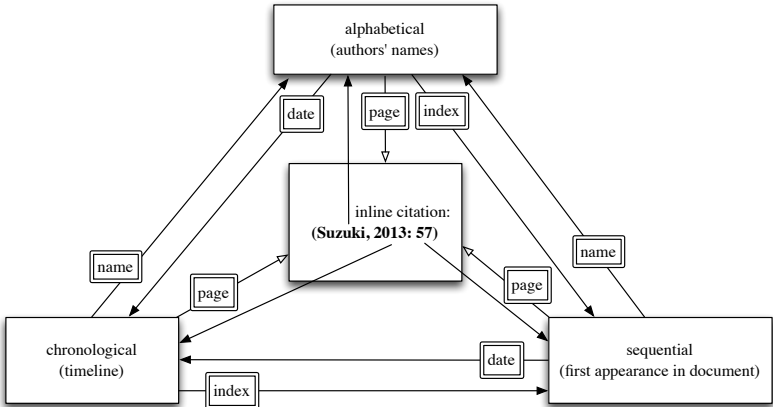 alphabetical
(authors' names)
date
page
index
inline citation:
(Suzuki, 2013: 57)
name
name
page
page
chronological
(timeline)
sequential
(first appearance in document)
date
index